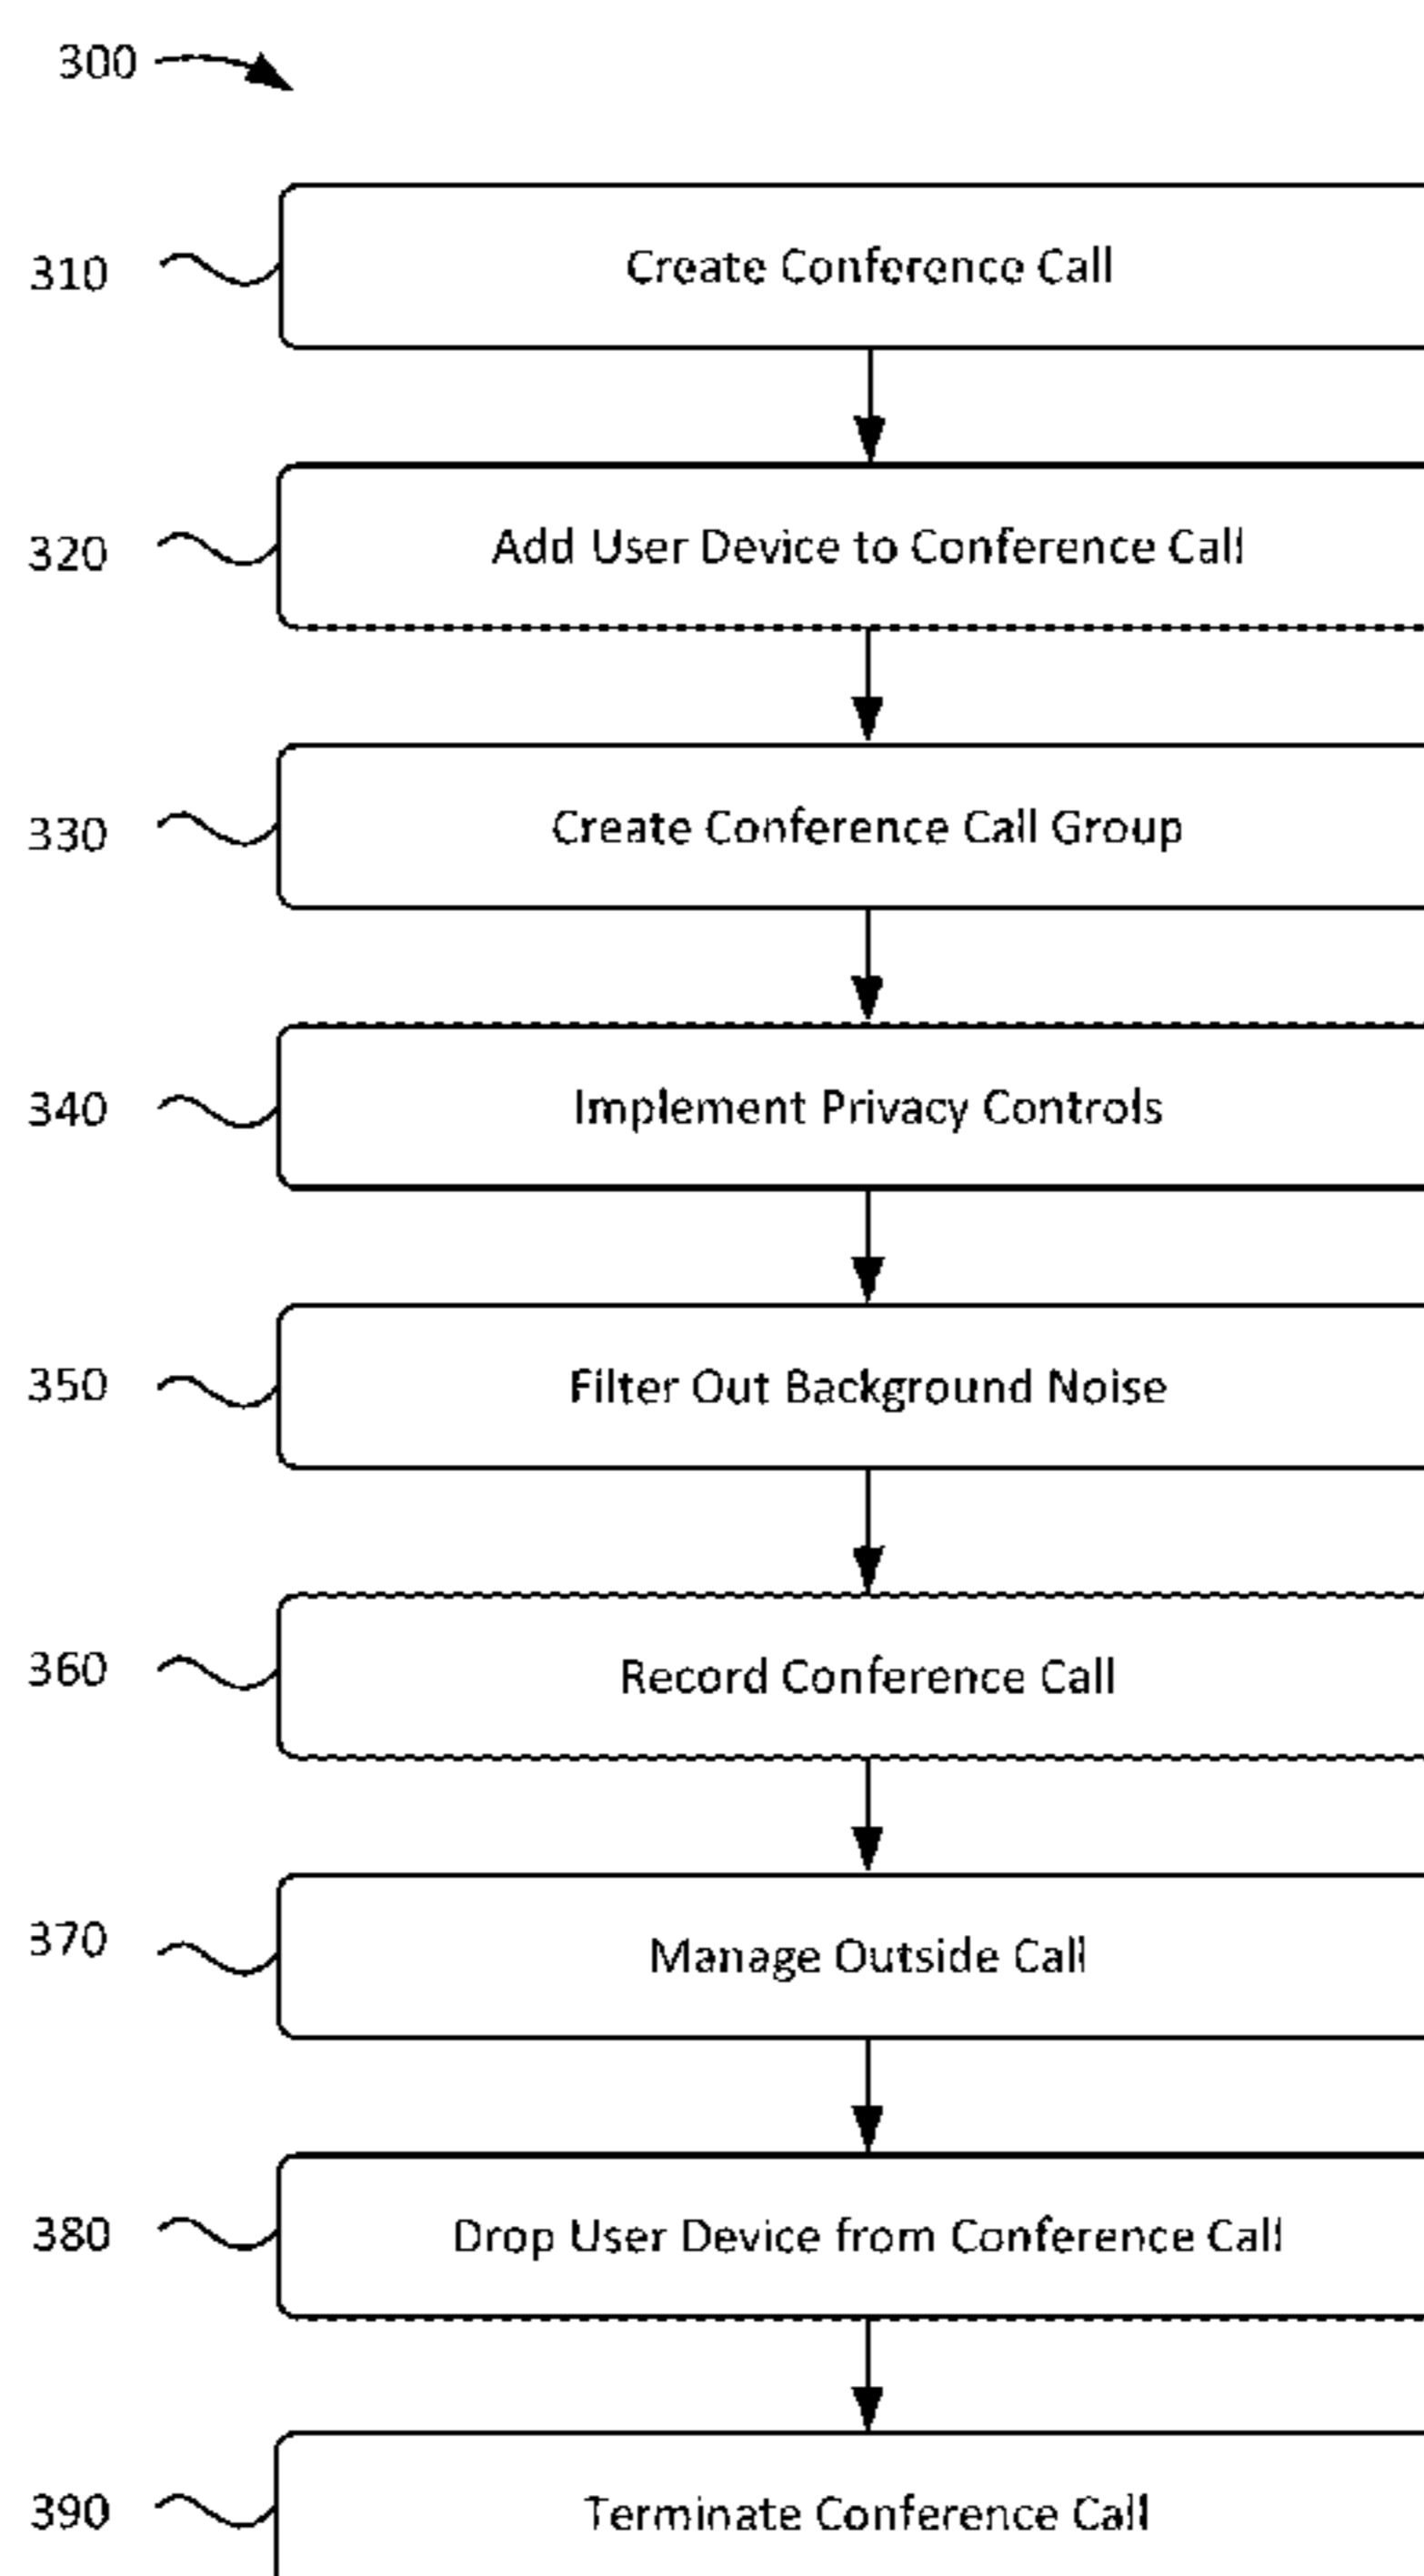 300
310 Create Conference Call
320 Add User Device to Conference Call
330 Create Conference Call Group
340 Implement Privacy Controls
350 Filter Out Background Noise
360 Record Conference Call
370 Manage Outside Call
380 Drop User Device from Conference Call
390 Terminate Conference Call